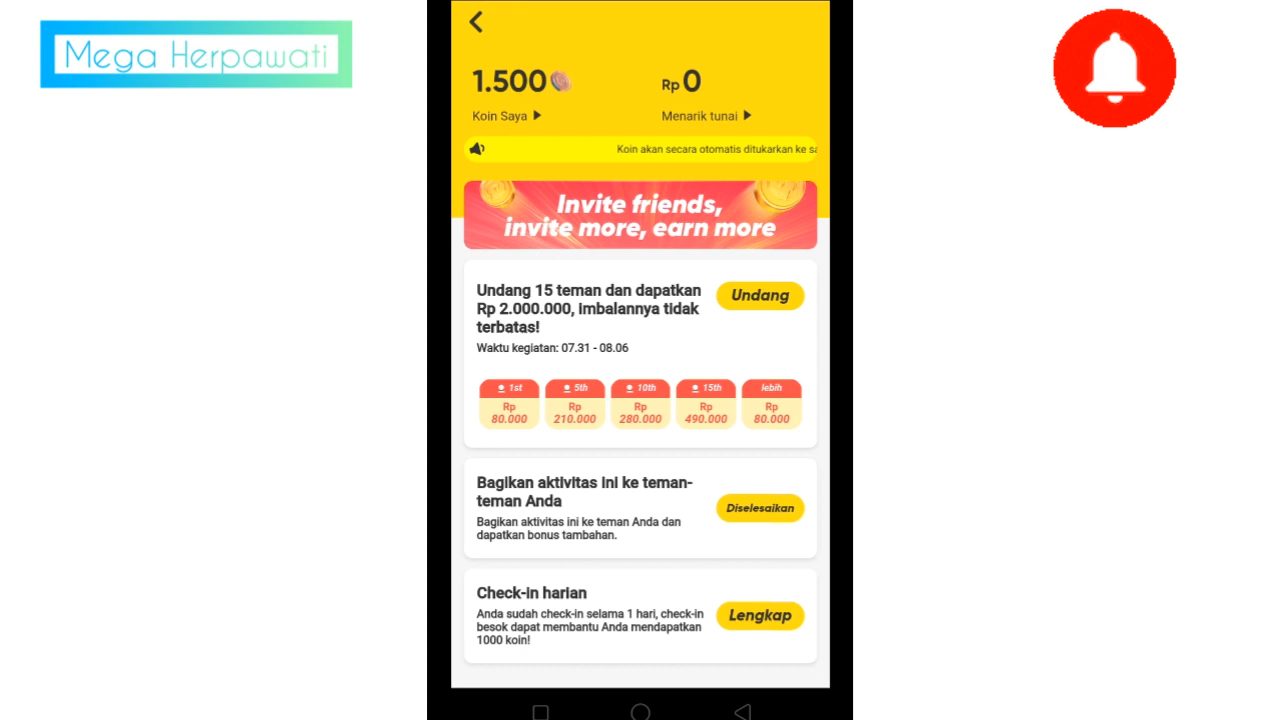 Mega Herpawati
1.500
Rp 0
Koin Saya
Menarik tunai
Koin akan secara otomatis ditukarkan ke sa
Invite friends,
invite more, earn more
Undang 15 teman dan dapatkan
Rp 2.000.000, imbalannya tidak
terbatas!
Undang
Waktu kegiatan: 07.31 - 08.06
1st
5th
10th
15th
lebih
Rp
80.000
Rp
210.000
Rp
280.000
Rp
490.000
Rp
80.000
Bagikan aktivitas ini ke teman-
teman Anda
Diselesaikan
Bagikan aktivitas ini ke teman Anda dan
dapatkan bonus tambahan.
Check-in harian
Lengkap
Anda sudah check-in selama 1 hari, check-in
besok dapat membantu Anda mendapatkan
1000 koin!